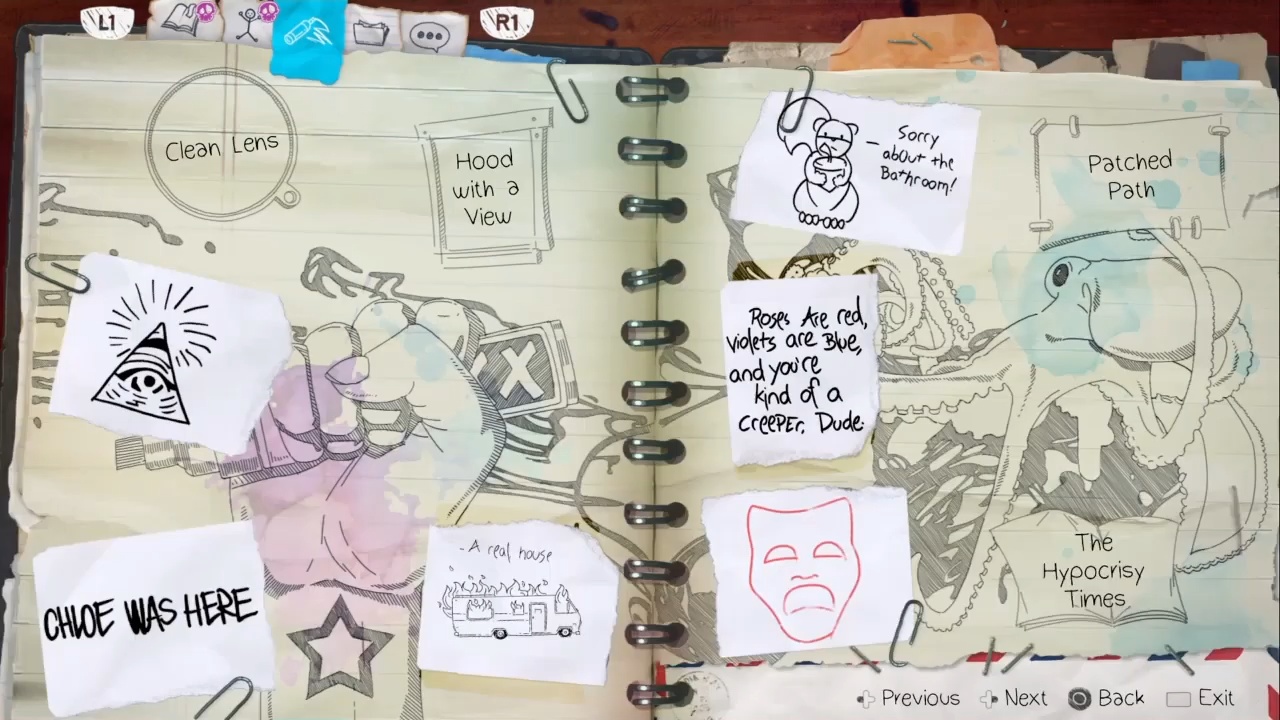 L1
R1
Clean Lens
Hood
with a
View
CHLOE WAS HERE
- A real house
Sorry
- about the
Bathroom!
Patched
Path
Roses Are red,
violets are Blue,
and you're
kind of a
creeper, Dude.
The
Hypocrisy
Times
Previous
Next
Back
Exit